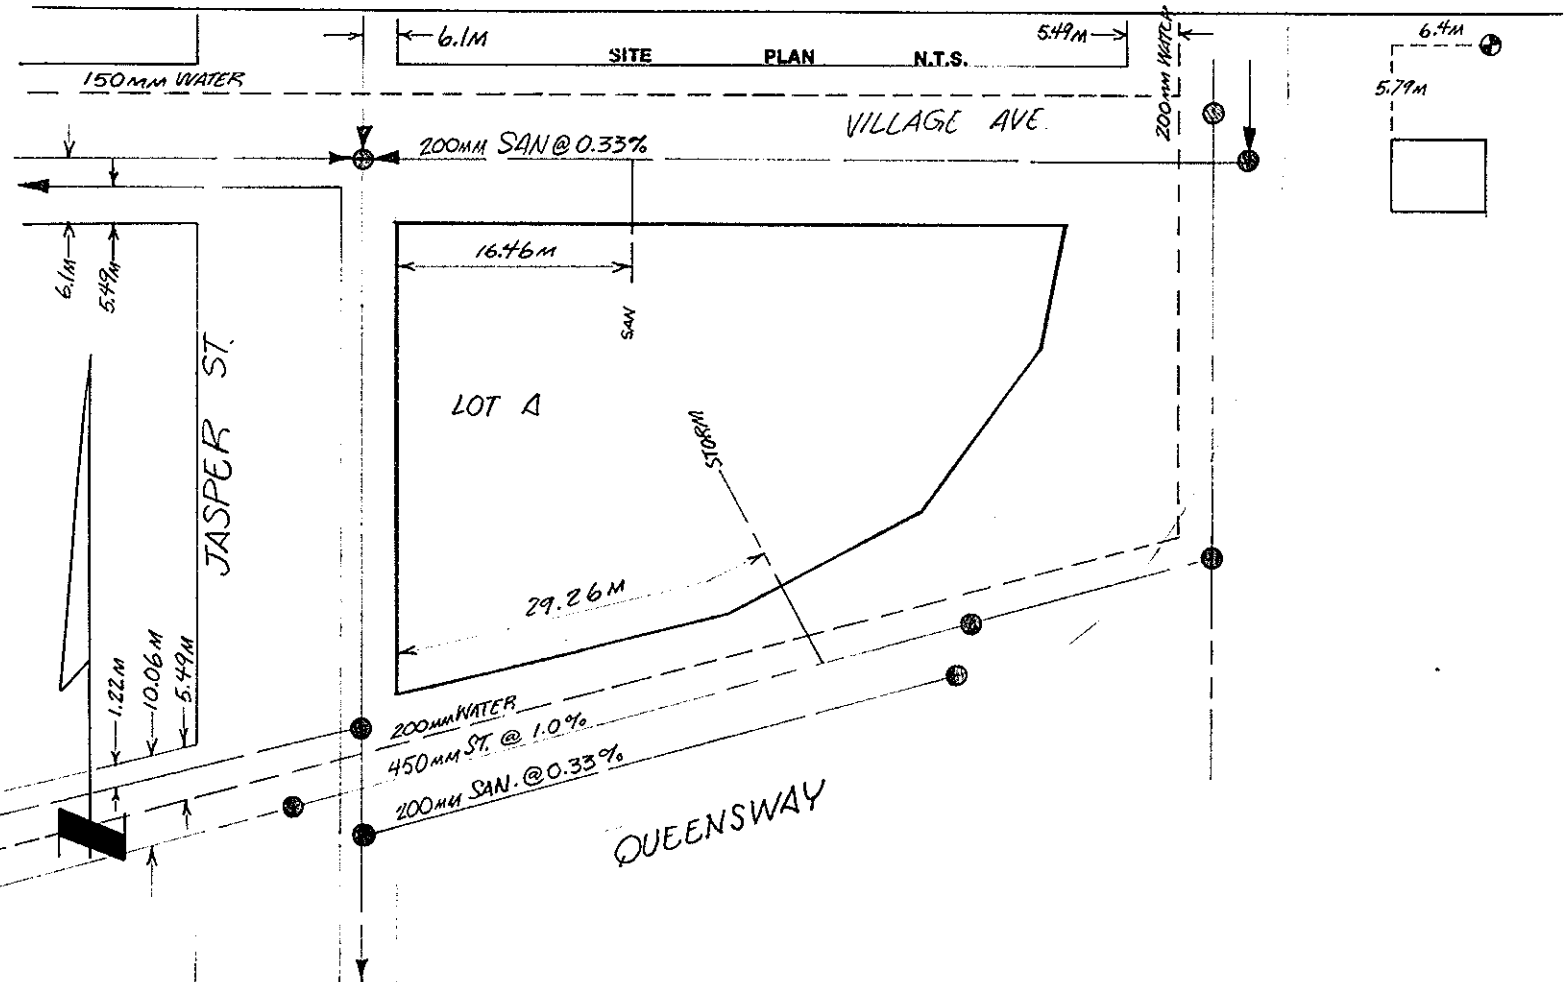 6.1M
SITE PLAN N.T.S.
5.49M
200MM WATER
6.4M
5.79M
150MM WATER
VILLAGE AVE.
200MM SAN @ 0.33%
6.1M
5.49M
16.46M
SAN
JASPER ST.
LOT A
STORM
29.26M
1.22M
10.06M
5.49M
200MM WATER
450MM ST. @ 1.0%
200MM SAN. @ 0.33%
QUEENSWAY